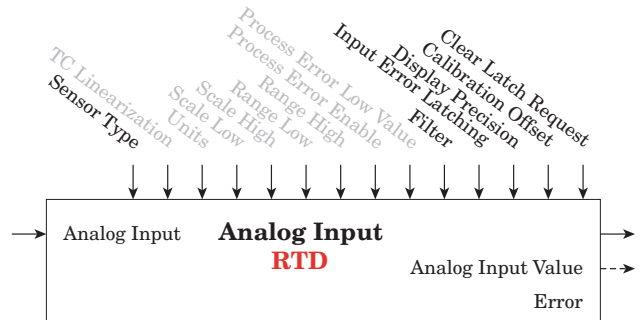 TC Linearization
Sensor Type
Units
Scale Low
Scale High
Range Low
Range High
Process Error Enable
Process Error Low Value
Filter
Input Error Latching
Display Precision
Calibration Offset
Clear Latch Request
Analog Input
Analog Input
RTD
Analog Input Value
Error